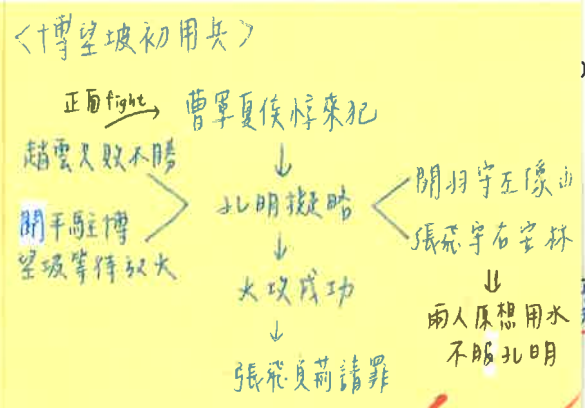 <博望坡初用兵>
正面fight
曹軍夏侯惇來犯
趙雲欠敗不勝
關平駐博
望坡等待放火
孔明擬略
關羽守左豫山
張飛守右安林
火攻成功
兩人原想用水
不服孔明
張飛負荊請罪